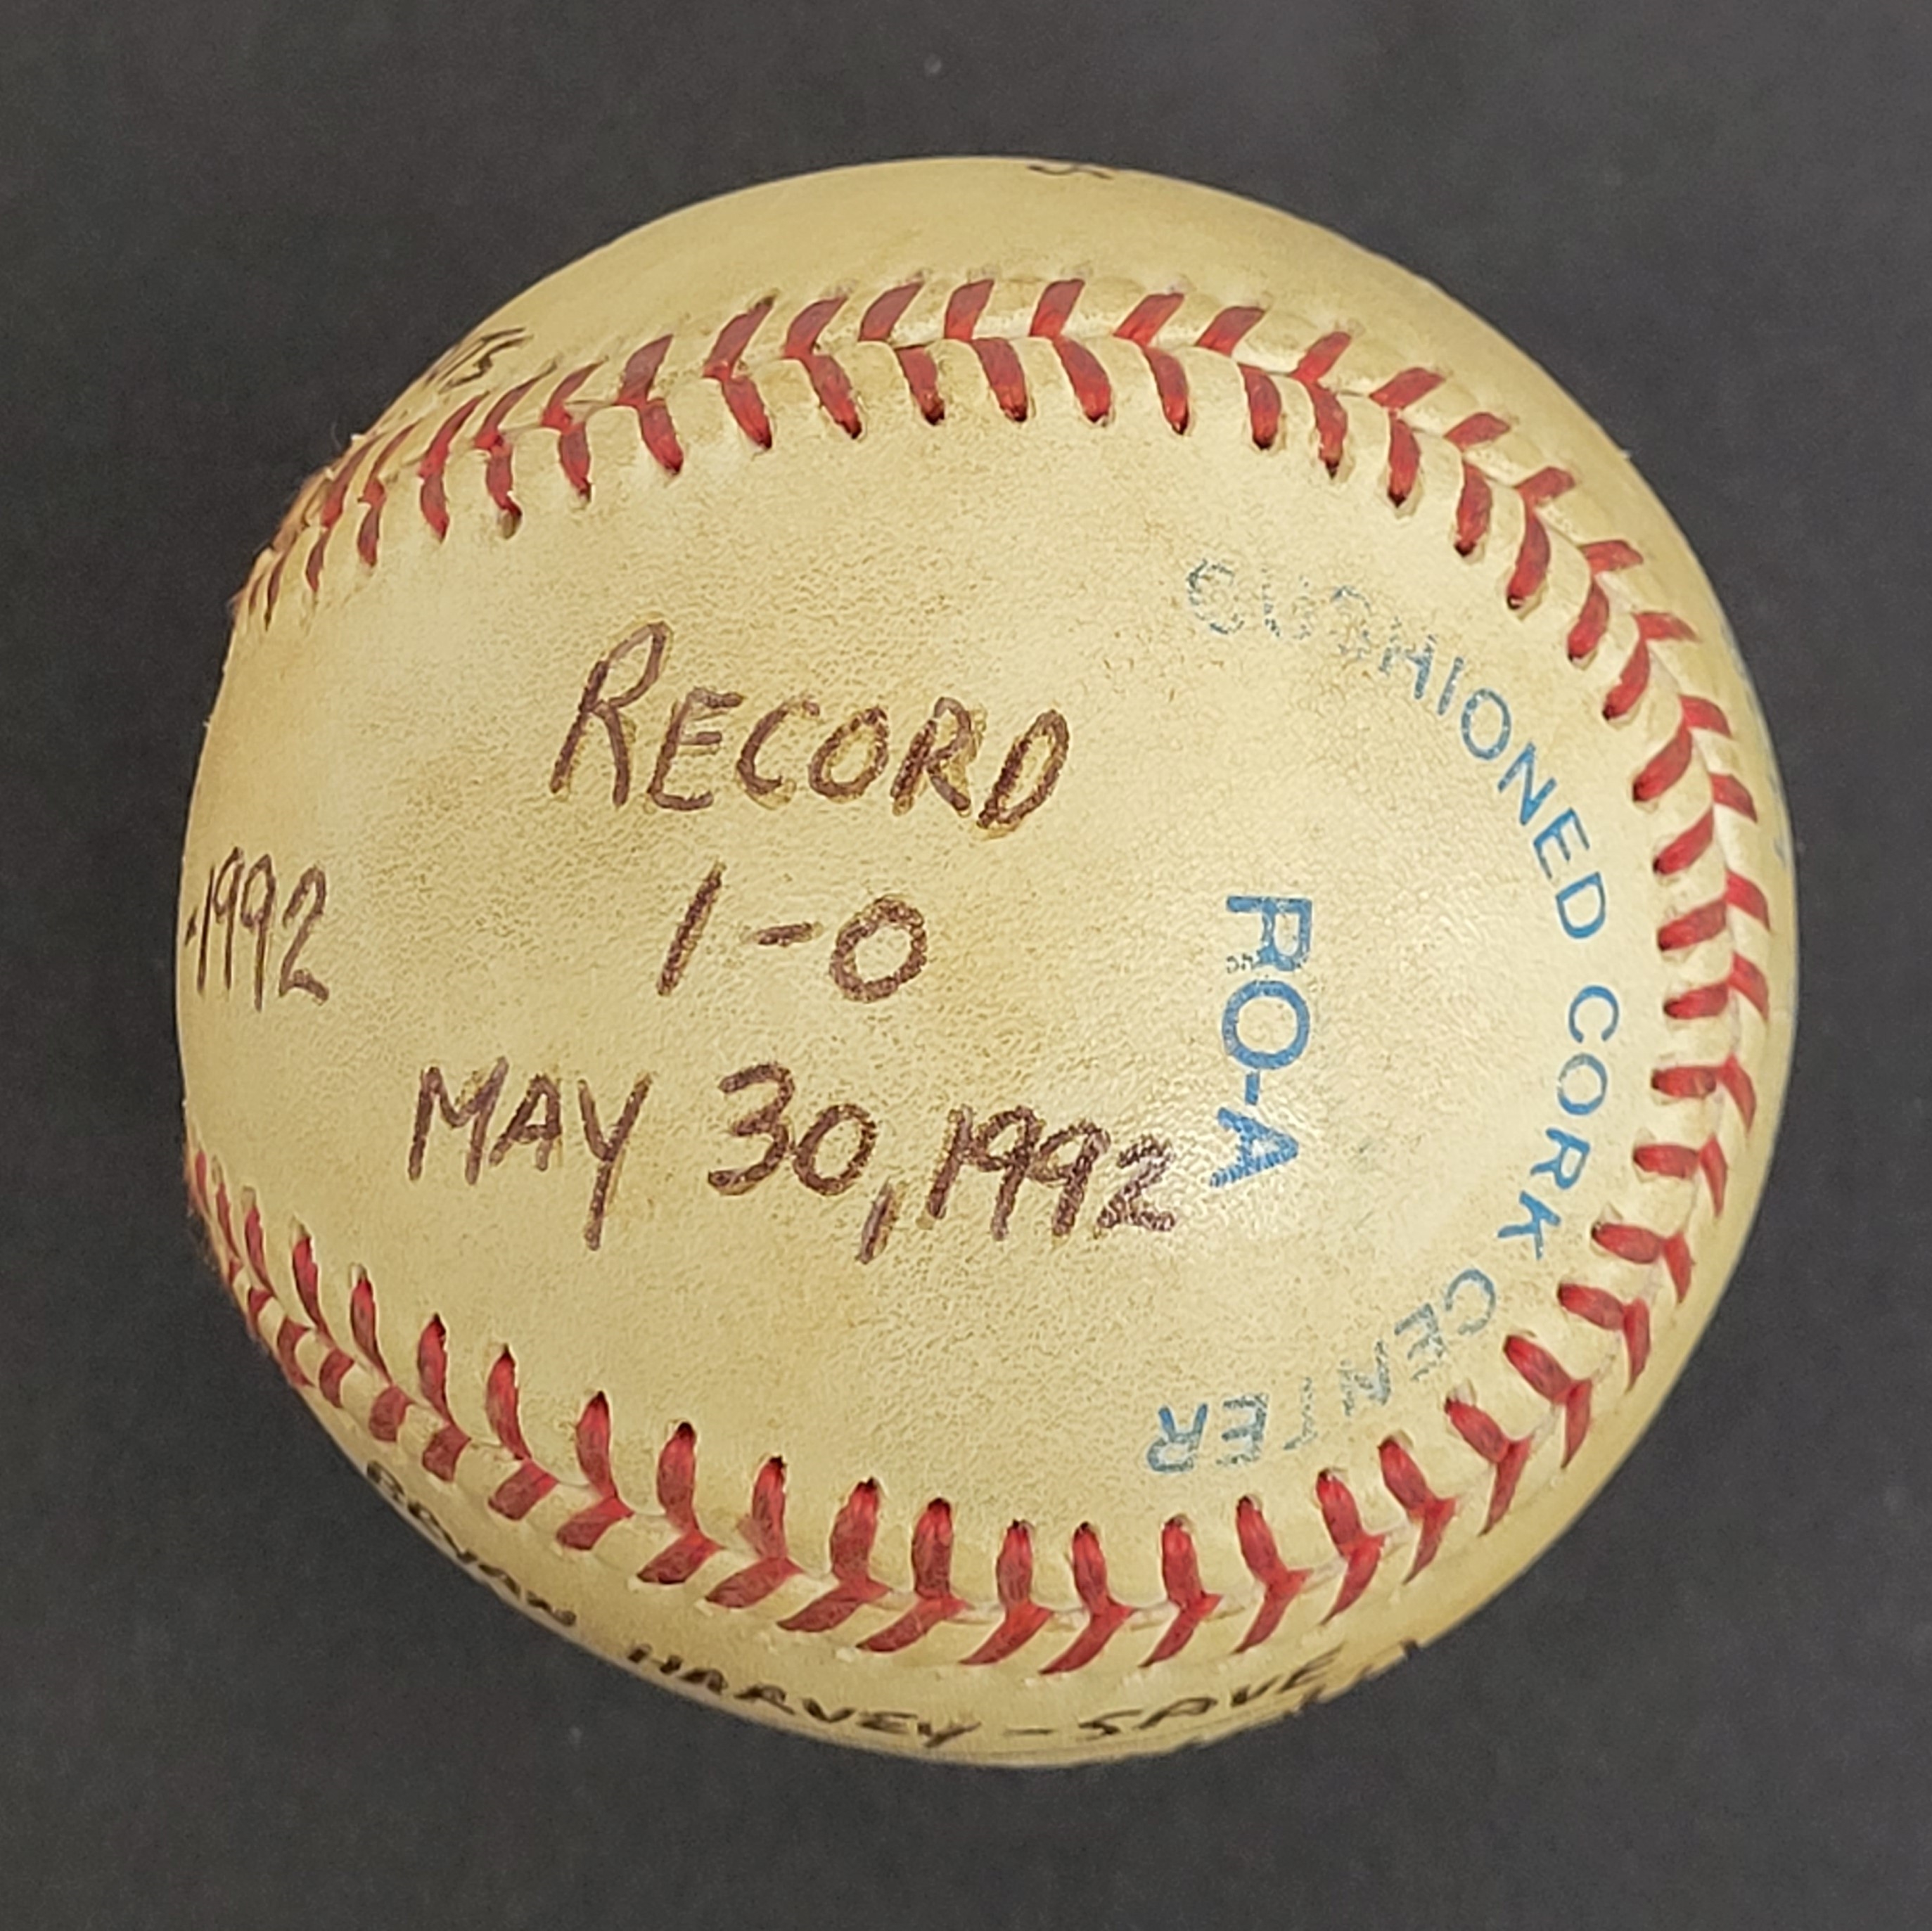 RECORD
1-0
MAY 30, 1992
1992
CUSHIONED CORK CENTER
RO-A
HARVEY - SAVE